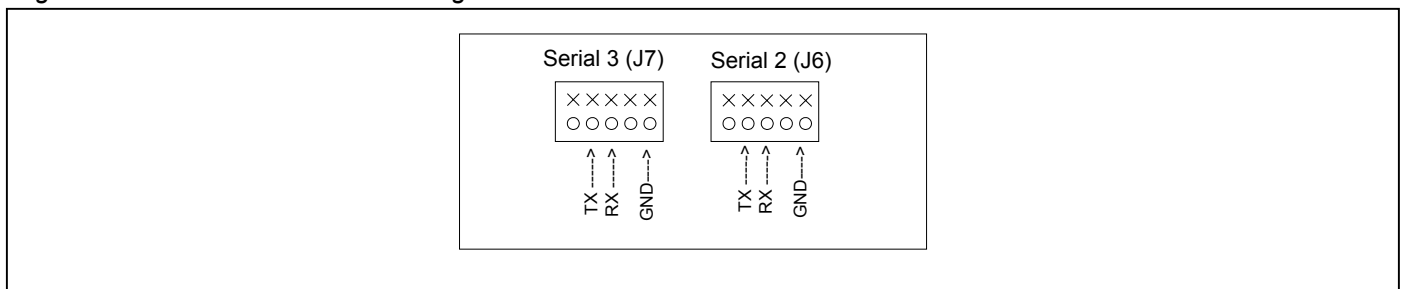 Serial 3 (J7) Serial 2 (J6)
TX ------> TX ------>
RX ------> RX ------>
GND----> GND---->